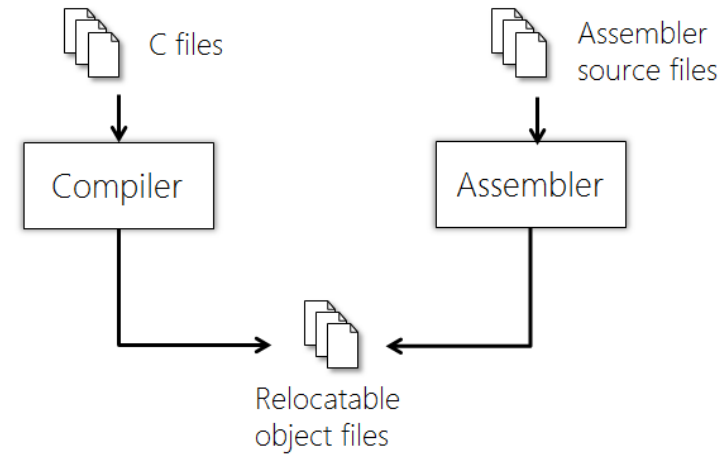 C files
Assembler
source files
Compiler
Assembler
Relocatable
object files